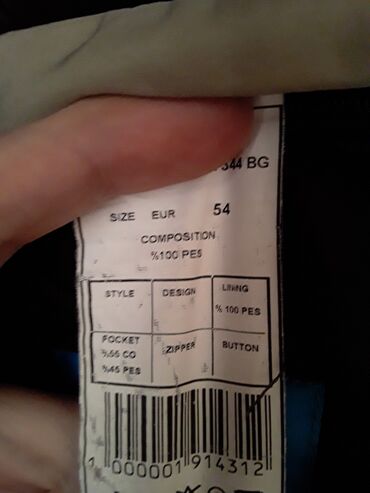 344 BG
SIZE EUR 54
COMPOSITION
%100 PES
STYLE DESIGN LINING
% 100 PES
POCKET ZIPPER BUTTON
%55 CO
%45 PES
1 000001 914312